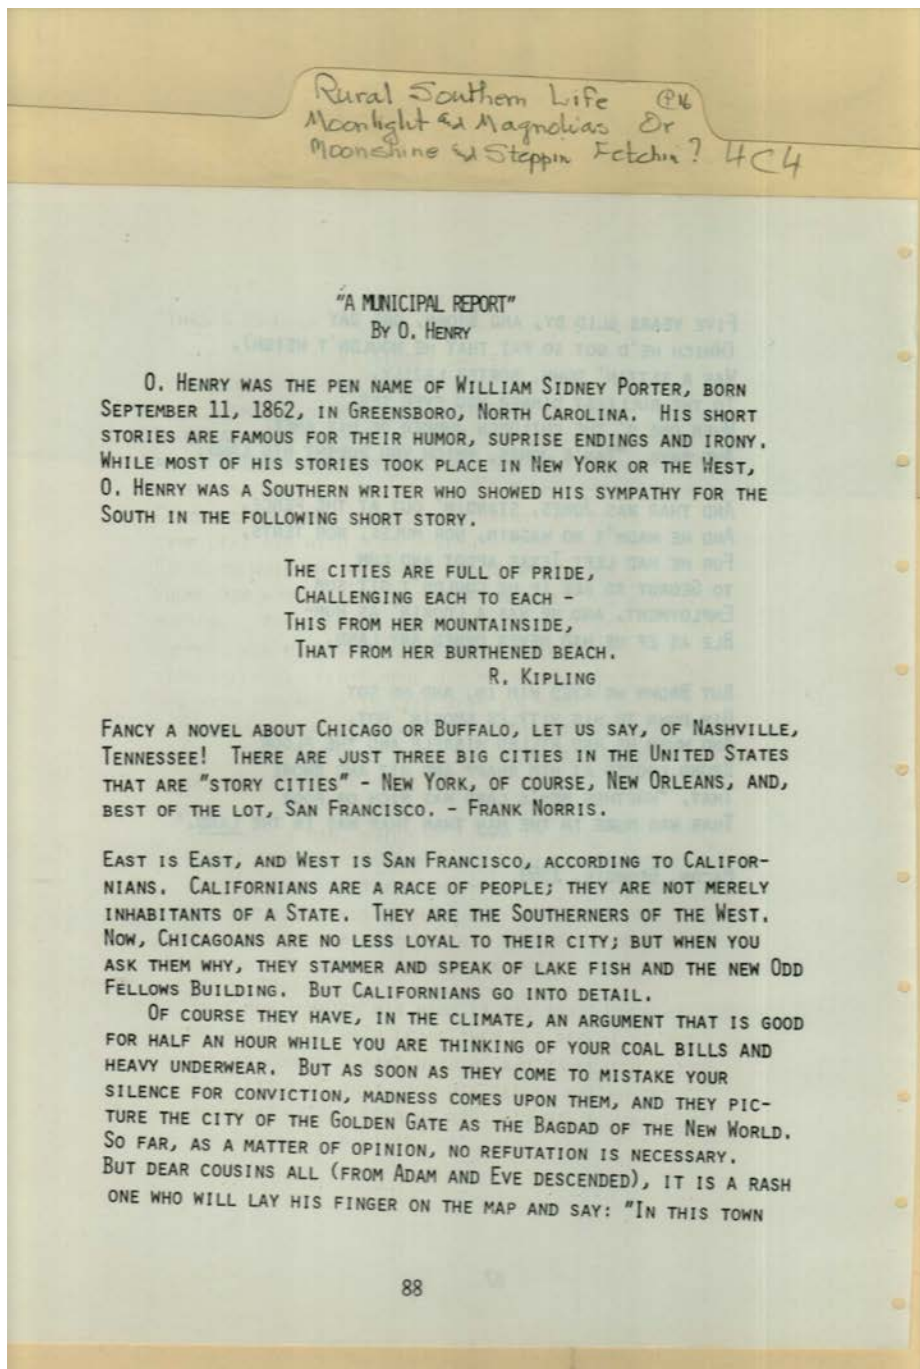 Rural Southern Life
Moonlight & Magnolias Or
Moonshine & Steppin Fetchin? 4C4
"A MUNICIPAL REPORT"
BY O. HENRY
O. HENRY WAS THE PEN NAME OF WILLIAM SIDNEY PORTER, BORN
SEPTEMBER 11, 1862, IN GREENSBORO, NORTH CAROLINA. HIS SHORT
STORIES ARE FAMOUS FOR THEIR HUMOR, SUPRISE ENDINGS AND IRONY.
WHILE MOST OF HIS STORIES TOOK PLACE IN NEW YORK OR THE WEST,
O. HENRY WAS A SOUTHERN WRITER WHO SHOWED HIS SYMPATHY FOR THE
SOUTH IN THE FOLLOWING SHORT STORY.
THE CITIES ARE FULL OF PRIDE,
CHALLENGING EACH TO EACH -
THIS FROM HER MOUNTAINSIDE,
THAT FROM HER BURTHENED BEACH.
R. KIPLING
FANCY A NOVEL ABOUT CHICAGO OR BUFFALO, LET US SAY, OF NASHVILLE,
TENNESSEE! THERE ARE JUST THREE BIG CITIES IN THE UNITED STATES
THAT ARE "STORY CITIES" - NEW YORK, OF COURSE, NEW ORLEANS, AND,
BEST OF THE LOT, SAN FRANCISCO. - FRANK NORRIS.
EAST IS EAST, AND WEST IS SAN FRANCISCO, ACCORDING TO CALIFOR-
NIANS. CALIFORNIANS ARE A RACE OF PEOPLE; THEY ARE NOT MERELY
INHABITANTS OF A STATE. THEY ARE THE SOUTHERNERS OF THE WEST.
NOW, CHICAGOANS ARE NO LESS LOYAL TO THEIR CITY; BUT WHEN YOU
ASK THEM WHY, THEY STAMMER AND SPEAK OF LAKE FISH AND THE NEW ODD
FELLOWS BUILDING. BUT CALIFORNIANS GO INTO DETAIL.
OF COURSE THEY HAVE, IN THE CLIMATE, AN ARGUMENT THAT IS GOOD
FOR HALF AN HOUR WHILE YOU ARE THINKING OF YOUR COAL BILLS AND
HEAVY UNDERWEAR. BUT AS SOON AS THEY COME TO MISTAKE YOUR
SILENCE FOR CONVICTION, MADNESS COMES UPON THEM, AND THEY PIC-
TURE THE CITY OF THE GOLDEN GATE AS THE BAGDAD OF THE NEW WORLD.
SO FAR, AS A MATTER OF OPINION, NO REFUTATION IS NECESSARY.
BUT DEAR COUSINS ALL (FROM ADAM AND EVE DESCENDED), IT IS A RASH
ONE WHO WILL LAY HIS FINGER ON THE MAP AND SAY: "IN THIS TOWN
88